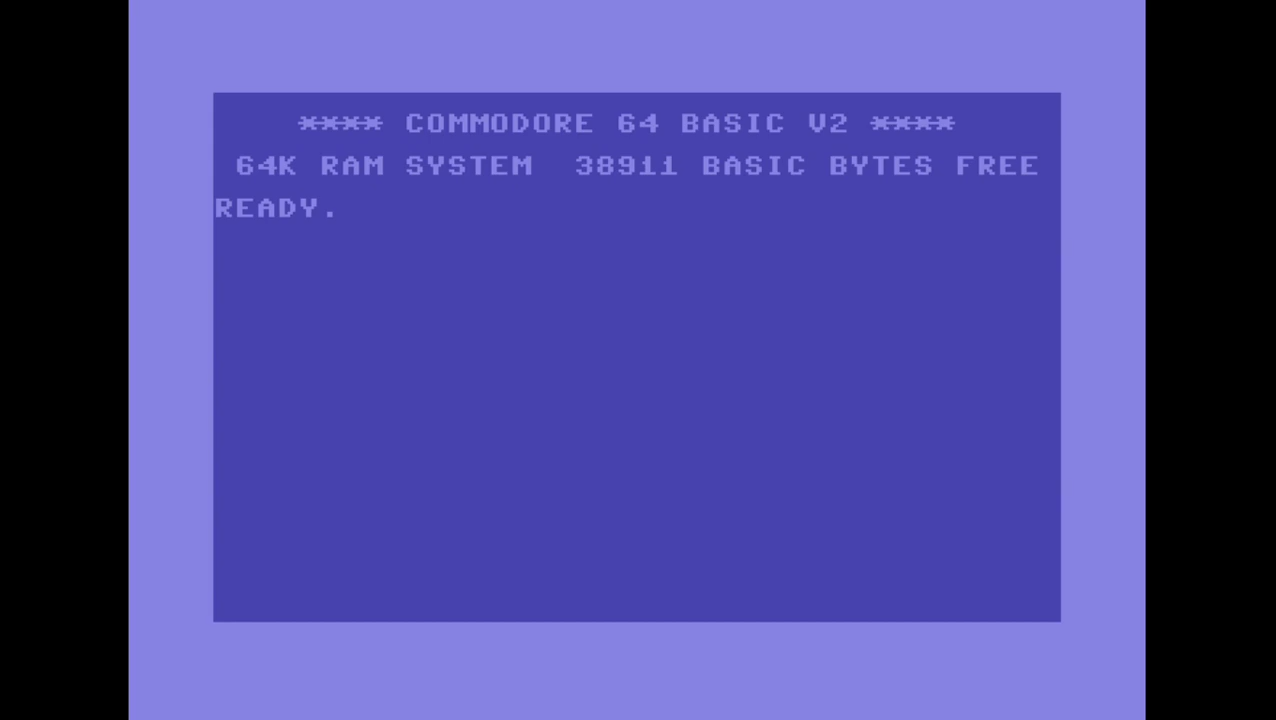 **** COMMODORE 64 BASIC V2 ****
64K RAM SYSTEM  38911 BASIC BYTES FREE
READY.